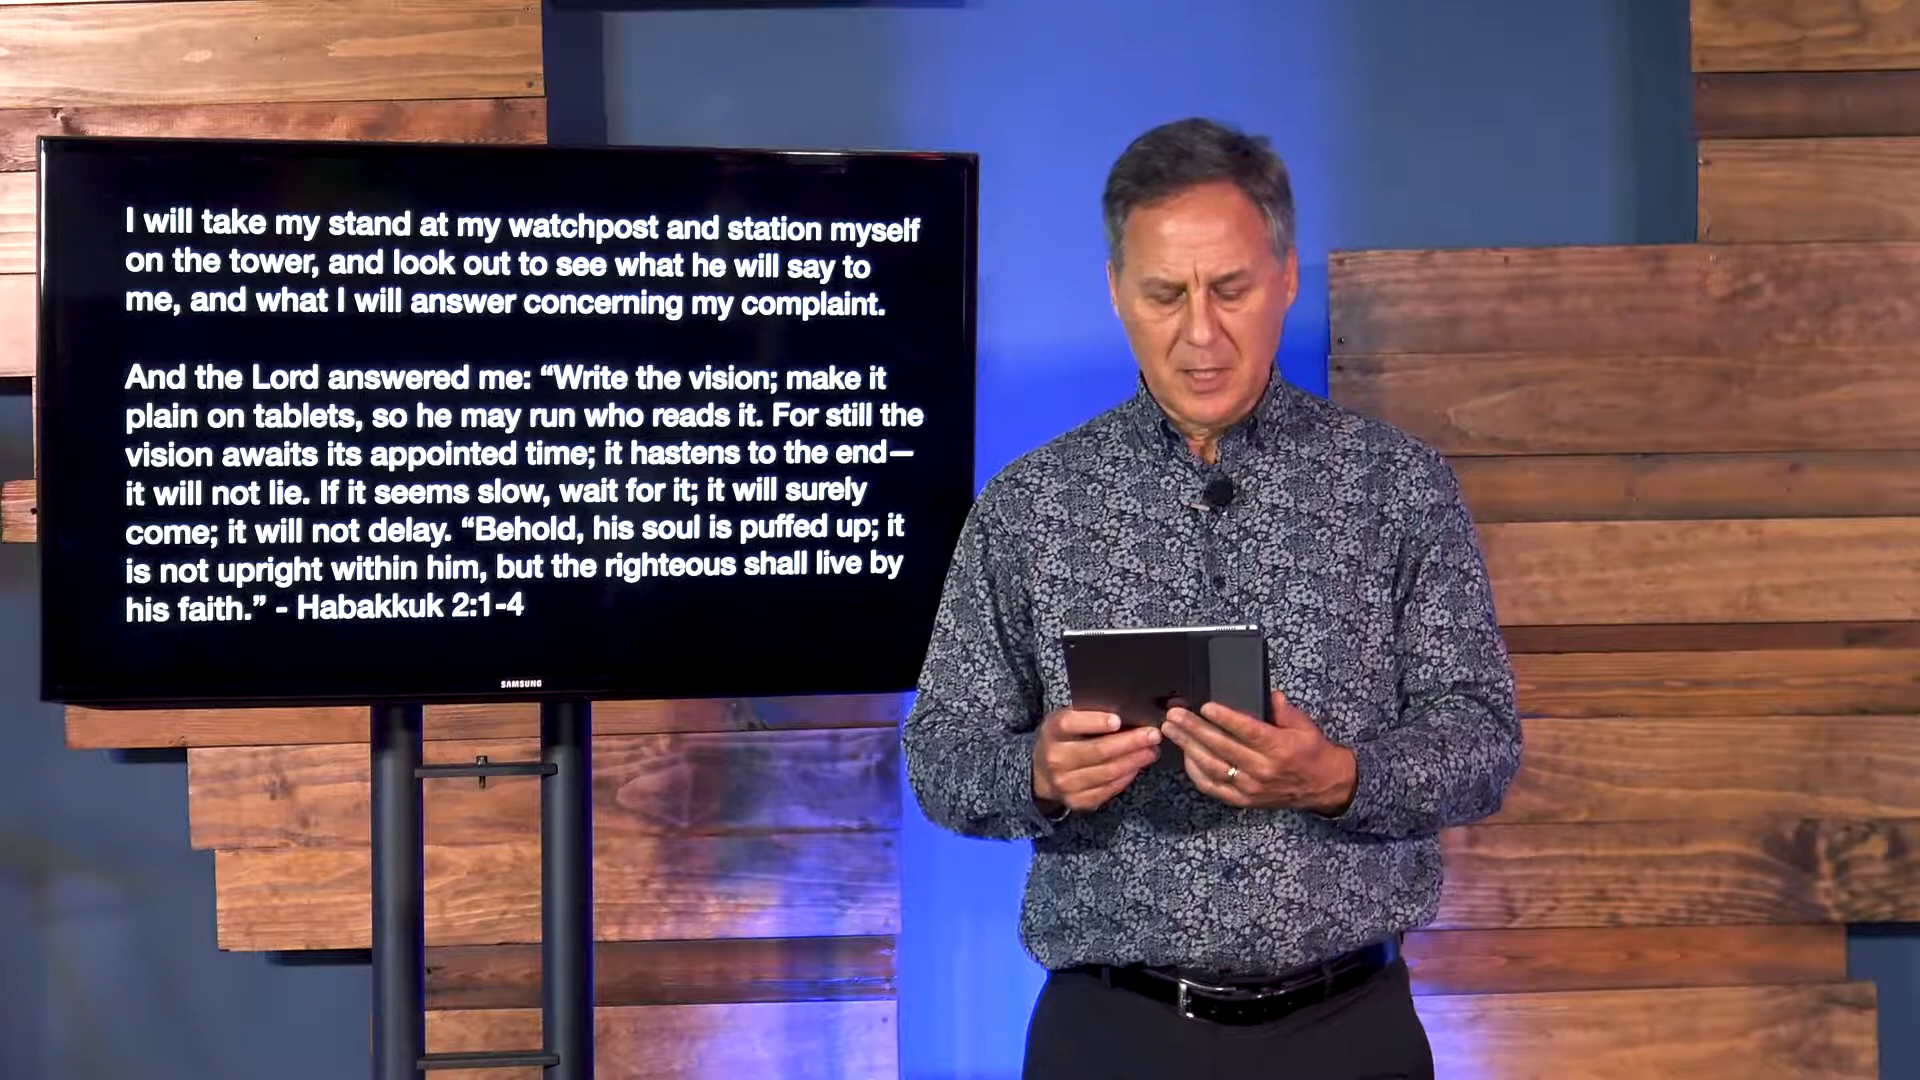 I will take my stand at my watchpost and station myself
on the tower, and look out to see what he will say to
me, and what I will answer concerning my complaint.
And the Lord answered me: “Write the vision; make it
plain on tablets, so he may run who reads it. For still the
vision awaits its appointed time; it hastens to the end—
it will not lie. If it seems slow, wait for it; it will surely
come; it will not delay. “Behold, his soul is puffed up; it
is not upright within him, but the righteous shall live by
his faith.” - Habakkuk 2:1-4
SAMSUNG